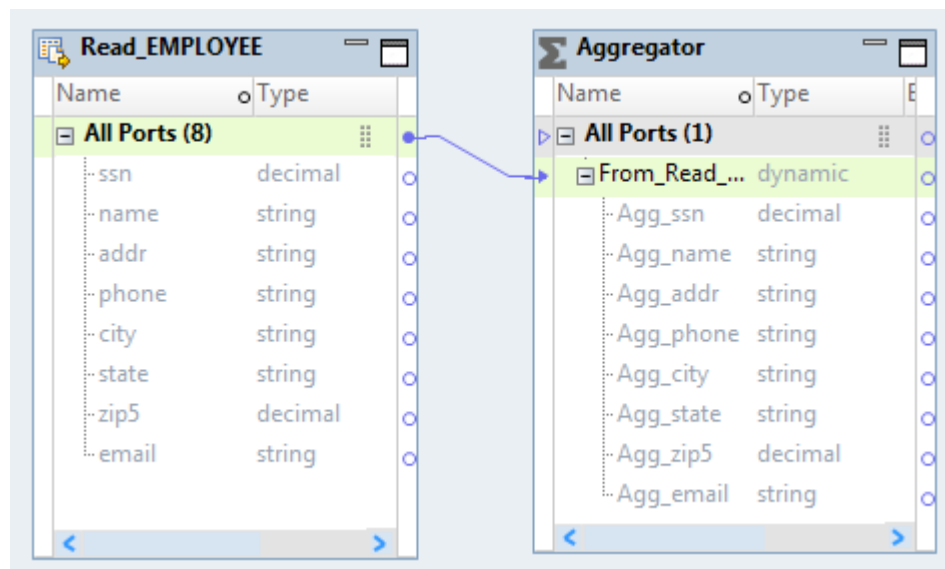 Read_EMPLOYEE
Name Type
All Ports (8)
ssn decimal
name string
addr string
phone string
city string
state string
zip5 decimal
email string
Aggregator
Name Type E
All Ports (1)
From_Read_... dynamic
Agg_ssn decimal
Agg_name string
Agg_addr string
Agg_phone string
Agg_city string
Agg_state string
Agg_zip5 decimal
Agg_email string